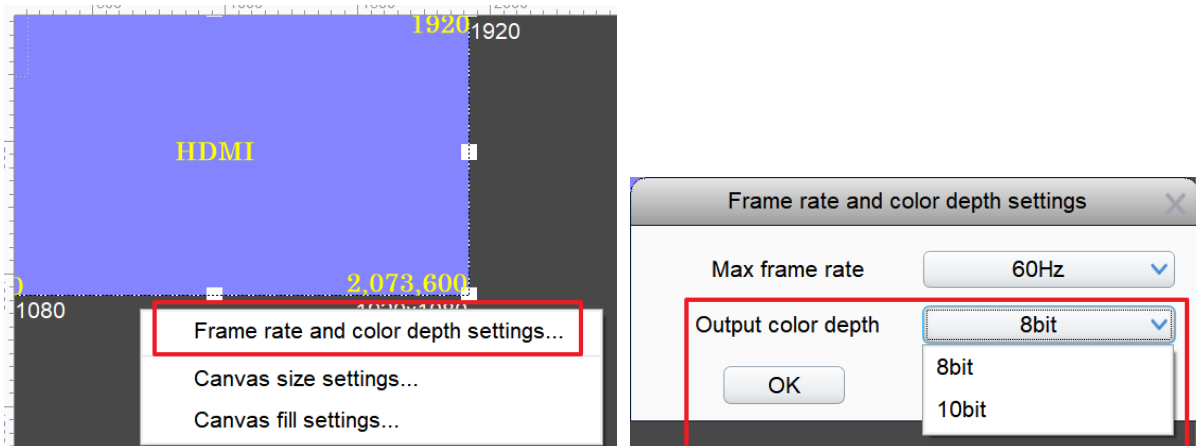 1920
1920
HDMI
2,073,600
1080
Frame rate and color depth settings...
Canvas size settings...
Canvas fill settings...
Frame rate and color depth settings
Max frame rate 60Hz
Output color depth 8bit
8bit
OK
10bit